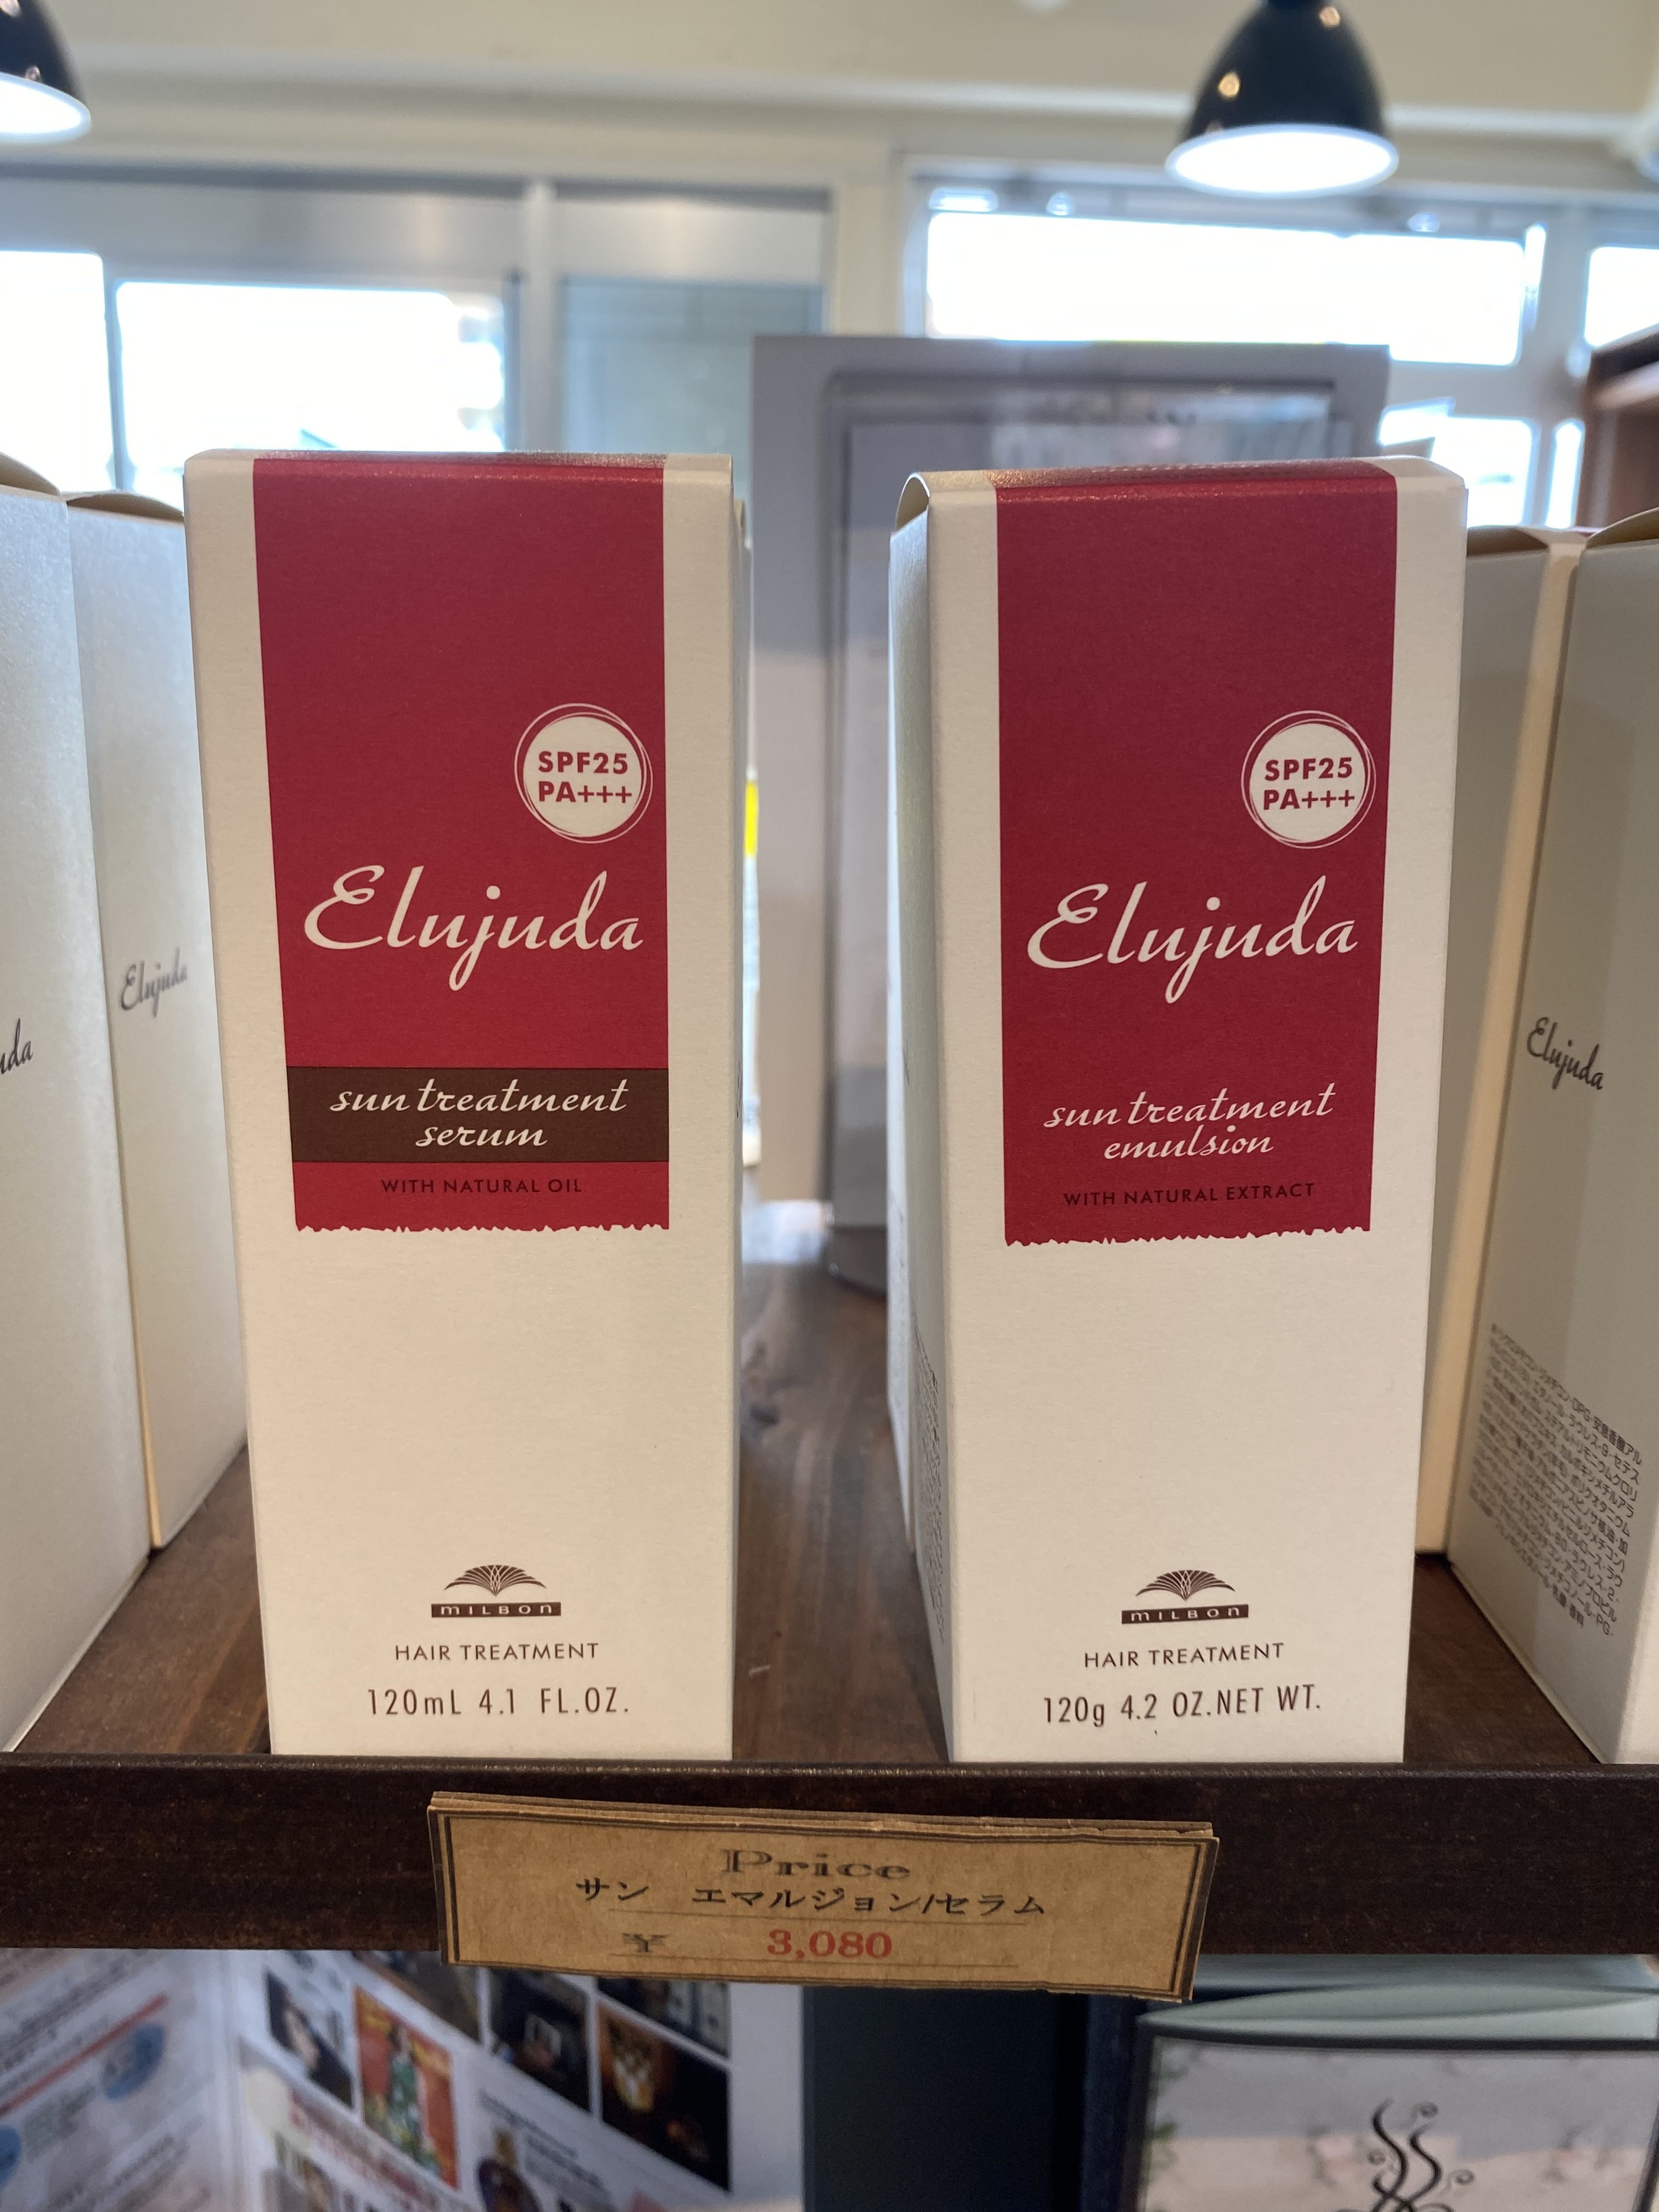 SPF25
PA+++
Elujuda
sun treatment
serum
WITH NATURAL OIL
MILBON
HAIR TREATMENT
120mL 4.1 FL.OZ.
SPF25
PA+++
Elujuda
sun treatment
emulsion
WITH NATURAL EXTRACT
MILBON
HAIR TREATMENT
120g 4.2 OZ.NET WT.
Elujuda
Elujuda
Price
サン エマルジョン/セラム
¥ 3,080